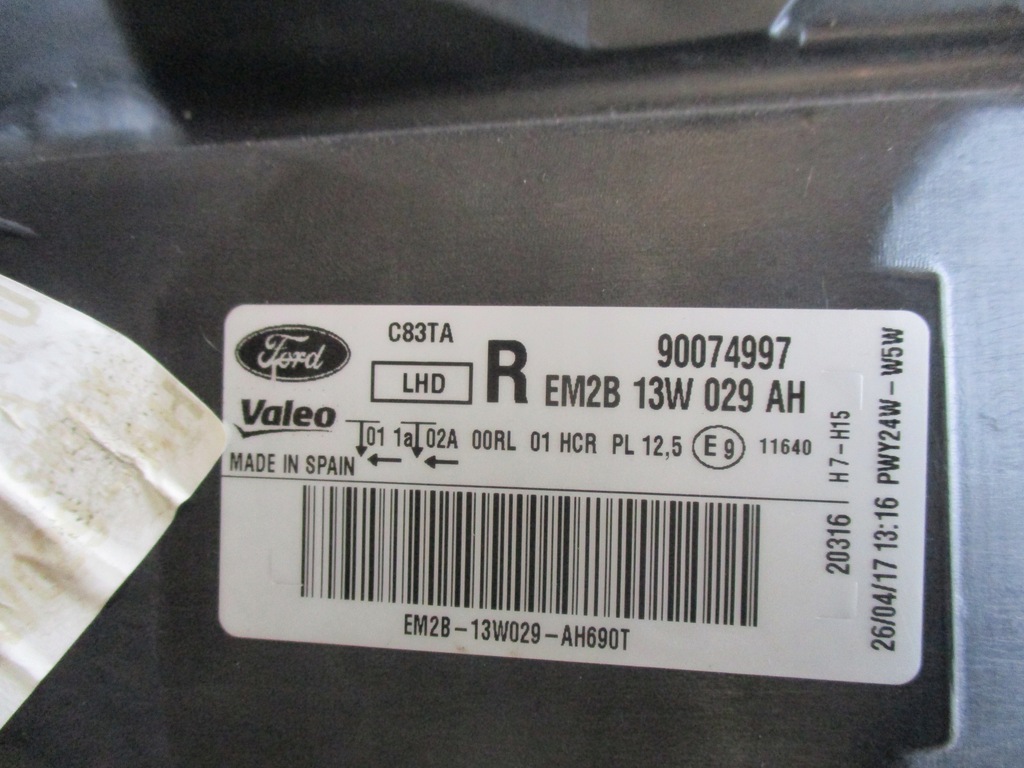 Ford
C83TA
LHD
R
90074997
EM2B 13W 029 AH
Valeo
01 1a 02A 00RL 01 HCR PL 12,5 E9 11640
MADE IN SPAIN
EM2B-13W029-AH690T
20316 H7-H15
26/04/17 13:16 PWY24W-W5W